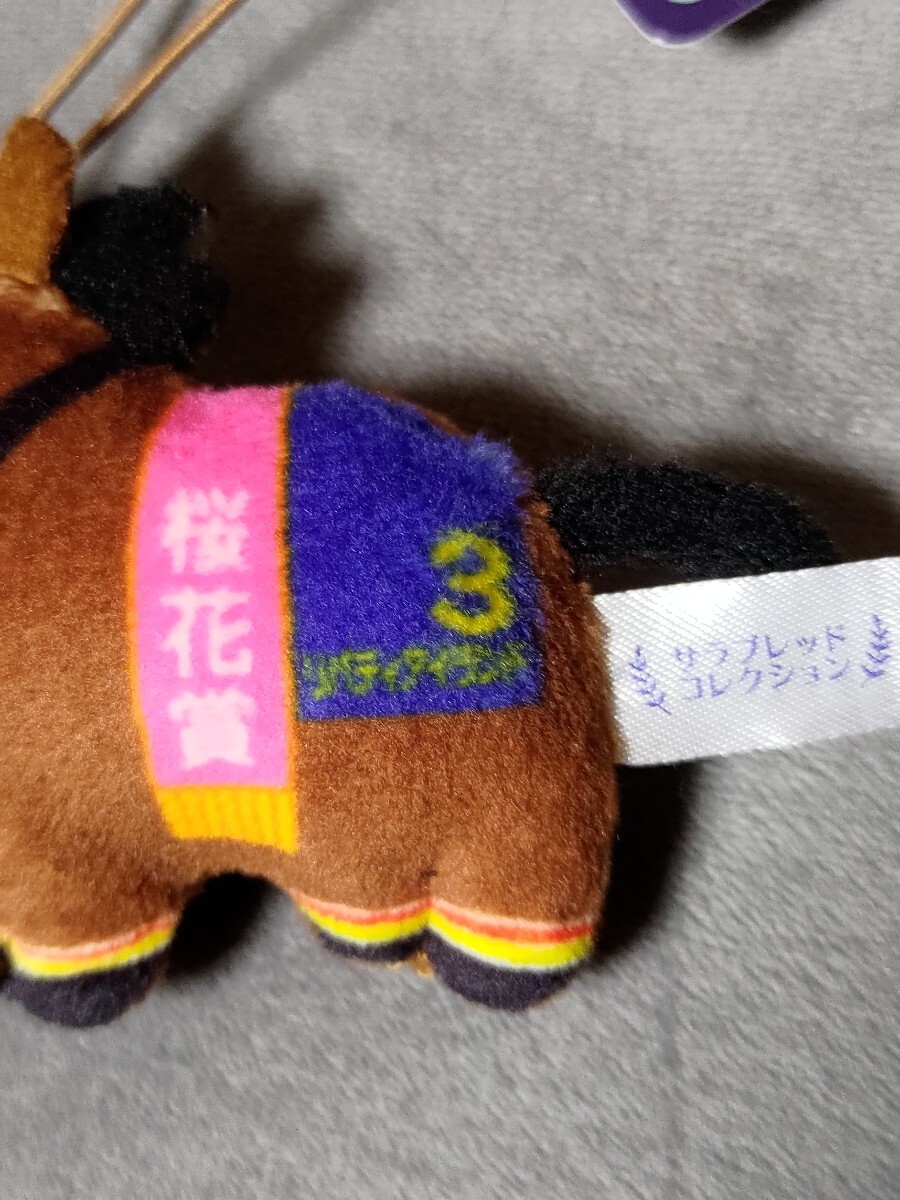 桜花賞
3
リバティアイランド
サラブレッド
コレクション